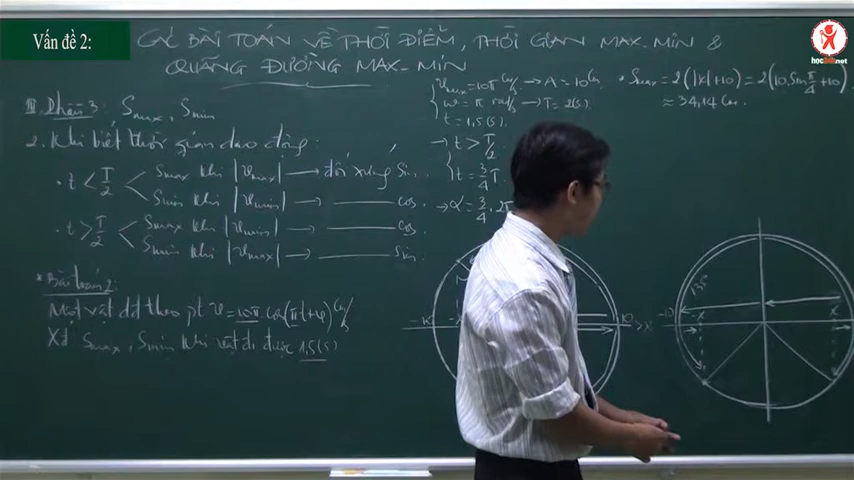 Vấn đề 2:
CÁC BÀI TOÁN VỀ THỜI ĐIỂM, THỜI GIAN MAX-MIN &
QUÃNG ĐƯỜNG MAX-MIN
hoc247.net
III. Phần 3: Smax, Smin
2. Khi biết thời gian dao động:
• t < T/2 < Smax khi |vmax| → đối xứng Sin.
Smin khi |vmin| → —— cos
• t > T/2 < Smax khi |vmin| → —— cos
Smin khi |vmax| → —— Sin.
* Bài toán 2:
Một vật dđ theo pt v = 10π cos(πt+φ) cm/s
Xđ Smax, Smin khi vật đi được 1,5(s)
vmax = 10π cm/s → A = 10 cm
ω = π rad/s → T = 2(s).
t = 1,5(s).
→ t > T/2
t = 3/4 T
→ α = 3/4 . 2π
* Smax = 2(|x|+10) = 2(10.Sin π/4 +10)
≈ 34,14 cm.
-x
10
x
-10
135
x
x